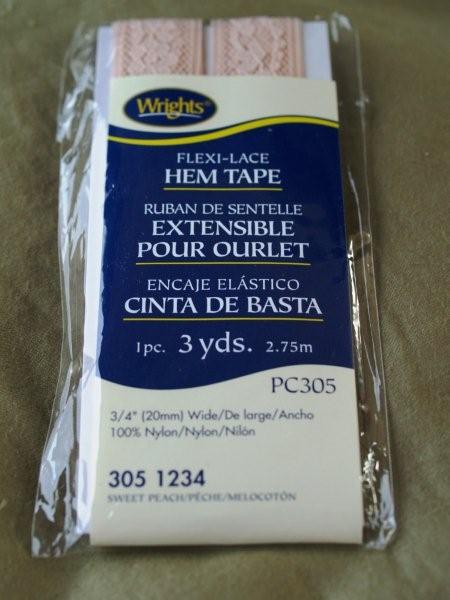 Wrights®
FLEXI-LACE
HEM TAPE
RUBAN DE SENTELLE
EXTENSIBLE
POUR OURLET
ENCAJE ELÁSTICO
CINTA DE BASTA
1pc. 3 yds. 2.75m
PC305
3/4" (20mm) Wide/De large/Ancho
100% Nylon/Nylon/Nilón
305 1234
SWEET PEACH/PÊCHE/MELOCOTÓN